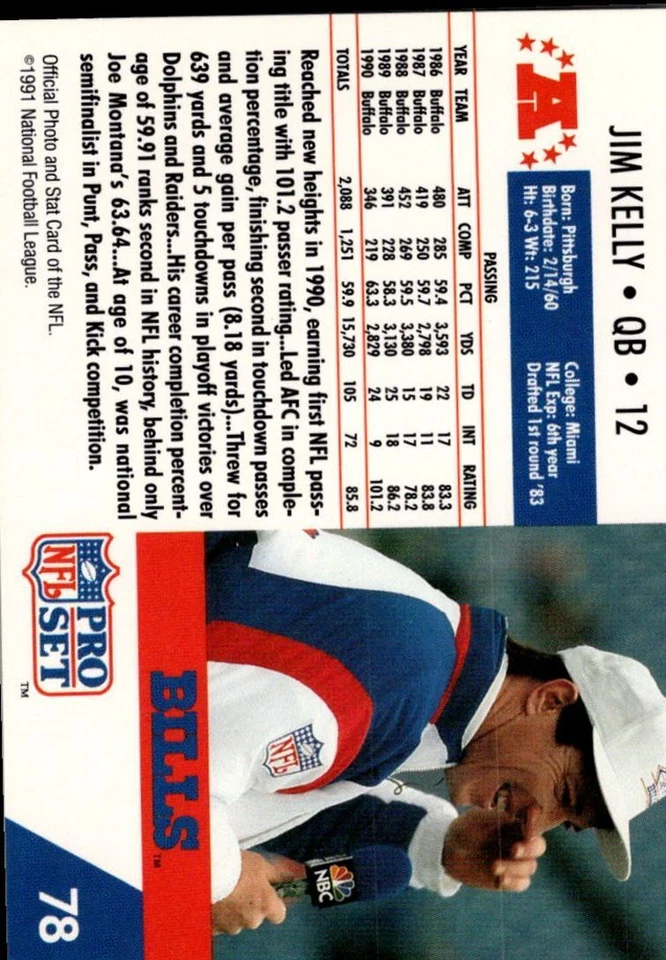 JIM KELLY • QB • 12
A
Born: Pittsburgh College: Miami
Birthdate: 2/14/60 NFL Exp: 6th year
Ht: 6-3 Wt: 215 Drafted 1st round '83
PASSING
YEAR TEAM ATT COMP PCT YDS TD INT RATING
1986 Buffalo 480 285 59.4 3,593 22 17 83.3
1987 Buffalo 419 250 59.7 2,798 19 11 83.8
1988 Buffalo 452 269 59.5 3,380 15 17 78.2
1989 Buffalo 391 228 58.3 3,130 25 18 86.2
1990 Buffalo 346 219 63.3 2,829 24 9 101.2
TOTALS 2,088 1,251 59.9 15,730 105 72 85.8
Reached new heights in 1990, earning first NFL pass-
ing title with 101.2 passer rating...Led AFC in comple-
tion percentage, finishing second in touchdown passes
and average gain per pass (8.18 yards)...Threw for
639 yards and 5 touchdowns in playoff victories over
Dolphins and Raiders...His career completion percent-
age of 59.91 ranks second in NFL history, behind only
Joe Montana's 63.64...At age of 10, was national
semifinalist in Punt, Pass, and Kick competition.
Official Photo and Stat Card of the NFL.
©1991 National Football League.
NFL
NBC
BILLS™
NFL PRO SET™
78